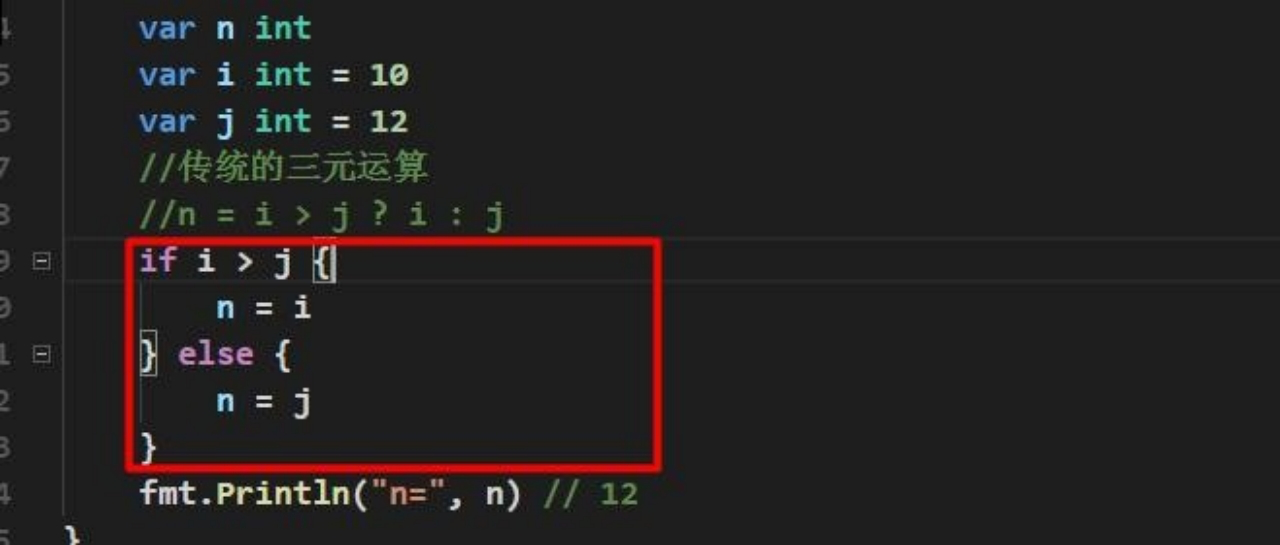 4 var n int
5 var i int = 10
6 var j int = 12
7 //传统的三元运算
8 //n = i > j ? i : j
9 if i > j {
0 n = i
1 } else {
2 n = j
3 }
4 fmt.Println("n=", n) // 12
5 }